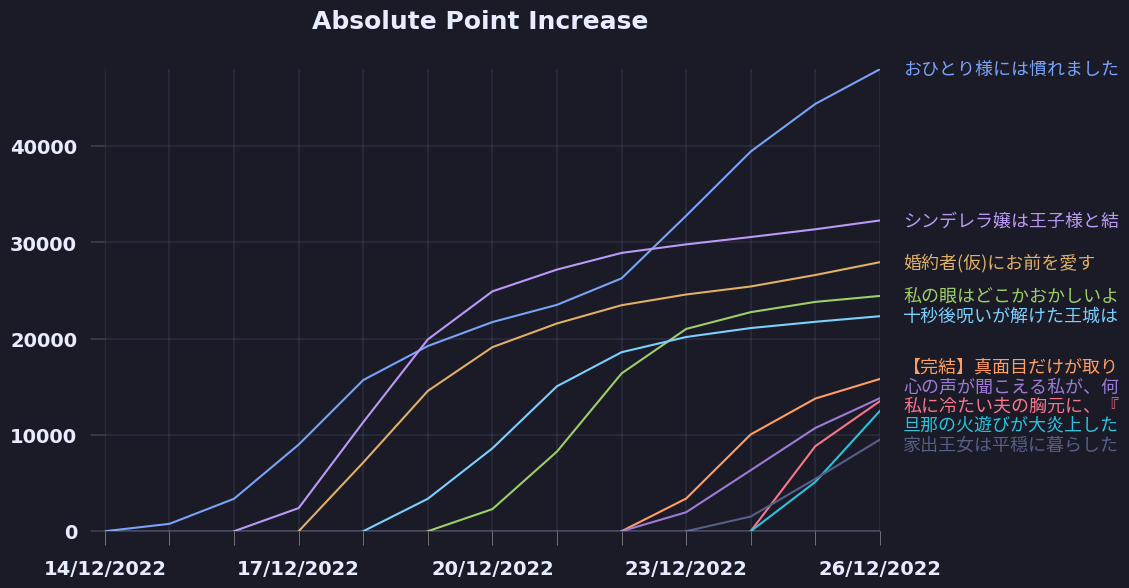 Absolute Point Increase
おひとり様には慣れました
40000
シンデレラ嬢は王子様と結
30000
婚約者(仮)にお前を愛す
私の眼はどこかおかしいよ
十秒後呪いが解けた王城は
20000
【完結】真面目だけが取り
心の声が聞こえる私が、何
私に冷たい夫の胸元に、『
旦那の火遊びが大炎上した
10000
家出王女は平穏に暮らした
0
14/12/2022 17/12/2022 20/12/2022 23/12/2022 26/12/2022